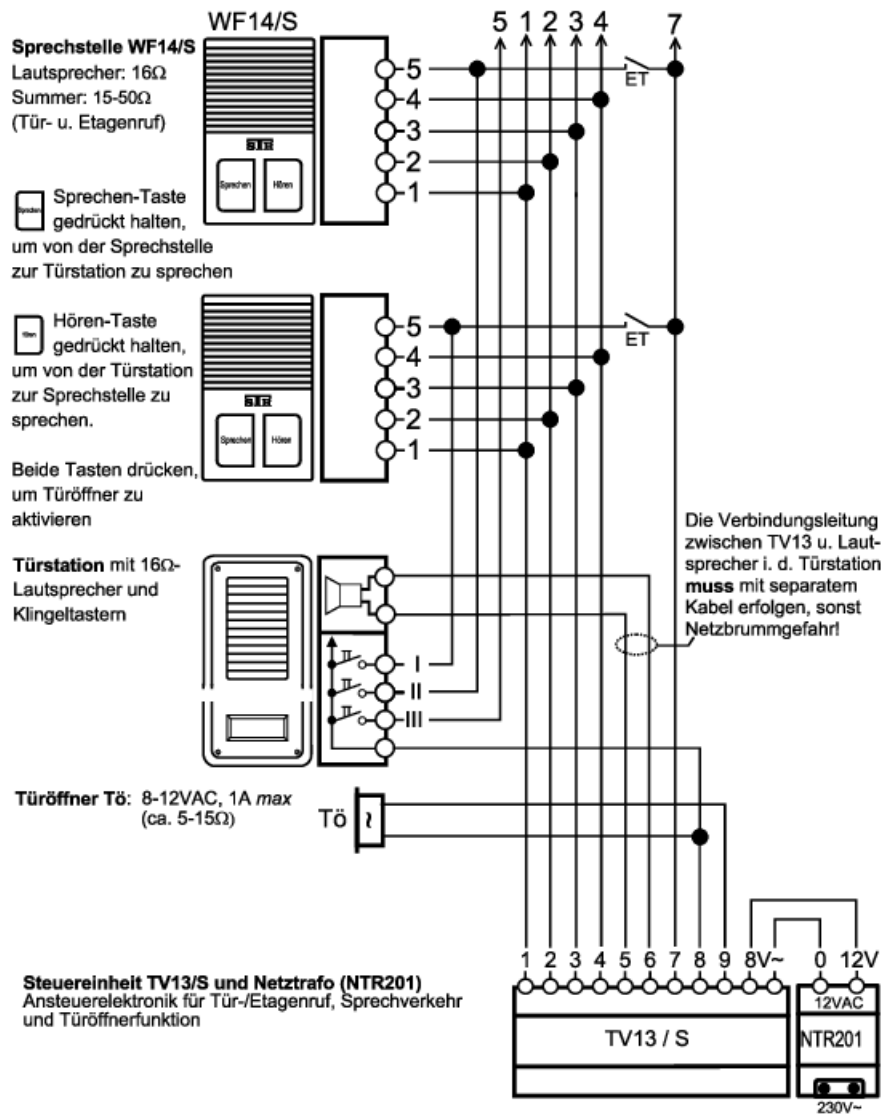 WF14/S
5 1 2 3 4 7
Sprechstelle WF14/S
Lautsprecher: 16Ω
Summer: 15-50Ω
(Tür- u. Etagenruf)
STR
Sprechen Hören
5
4
3
2
1
ET
Sprechen
Sprechen-Taste
gedrückt halten,
um von der Sprechstelle
zur Türstation zu sprechen
Hören
Hören-Taste
gedrückt halten,
um von der Türstation
zur Sprechstelle zu
sprechen.
Beide Tasten drücken,
um Türöffner zu
aktivieren
STR
Sprechen Hören
5
4
3
2
1
ET
Die Verbindungsleitung
zwischen TV13 u. Laut-
sprecher i. d. Türstation
muss mit separatem
Kabel erfolgen, sonst
Netzbrummgefahr!
Türstation mit 16Ω-
Lautsprecher und
Klingeltastern
I
II
III
Türöffner Tö: 8-12VAC, 1A max
(ca. 5-15Ω)
Tö
~
1 2 3 4 5 6 7 8 9 8V~ 0 12V
Steuereinheit TV13/S und Netztrafo (NTR201)
Ansteuerelektronik für Tür-/Etagenruf, Sprechverkehr
und Türöffnerfunktion
12VAC
TV13 / S
NTR201
230V~